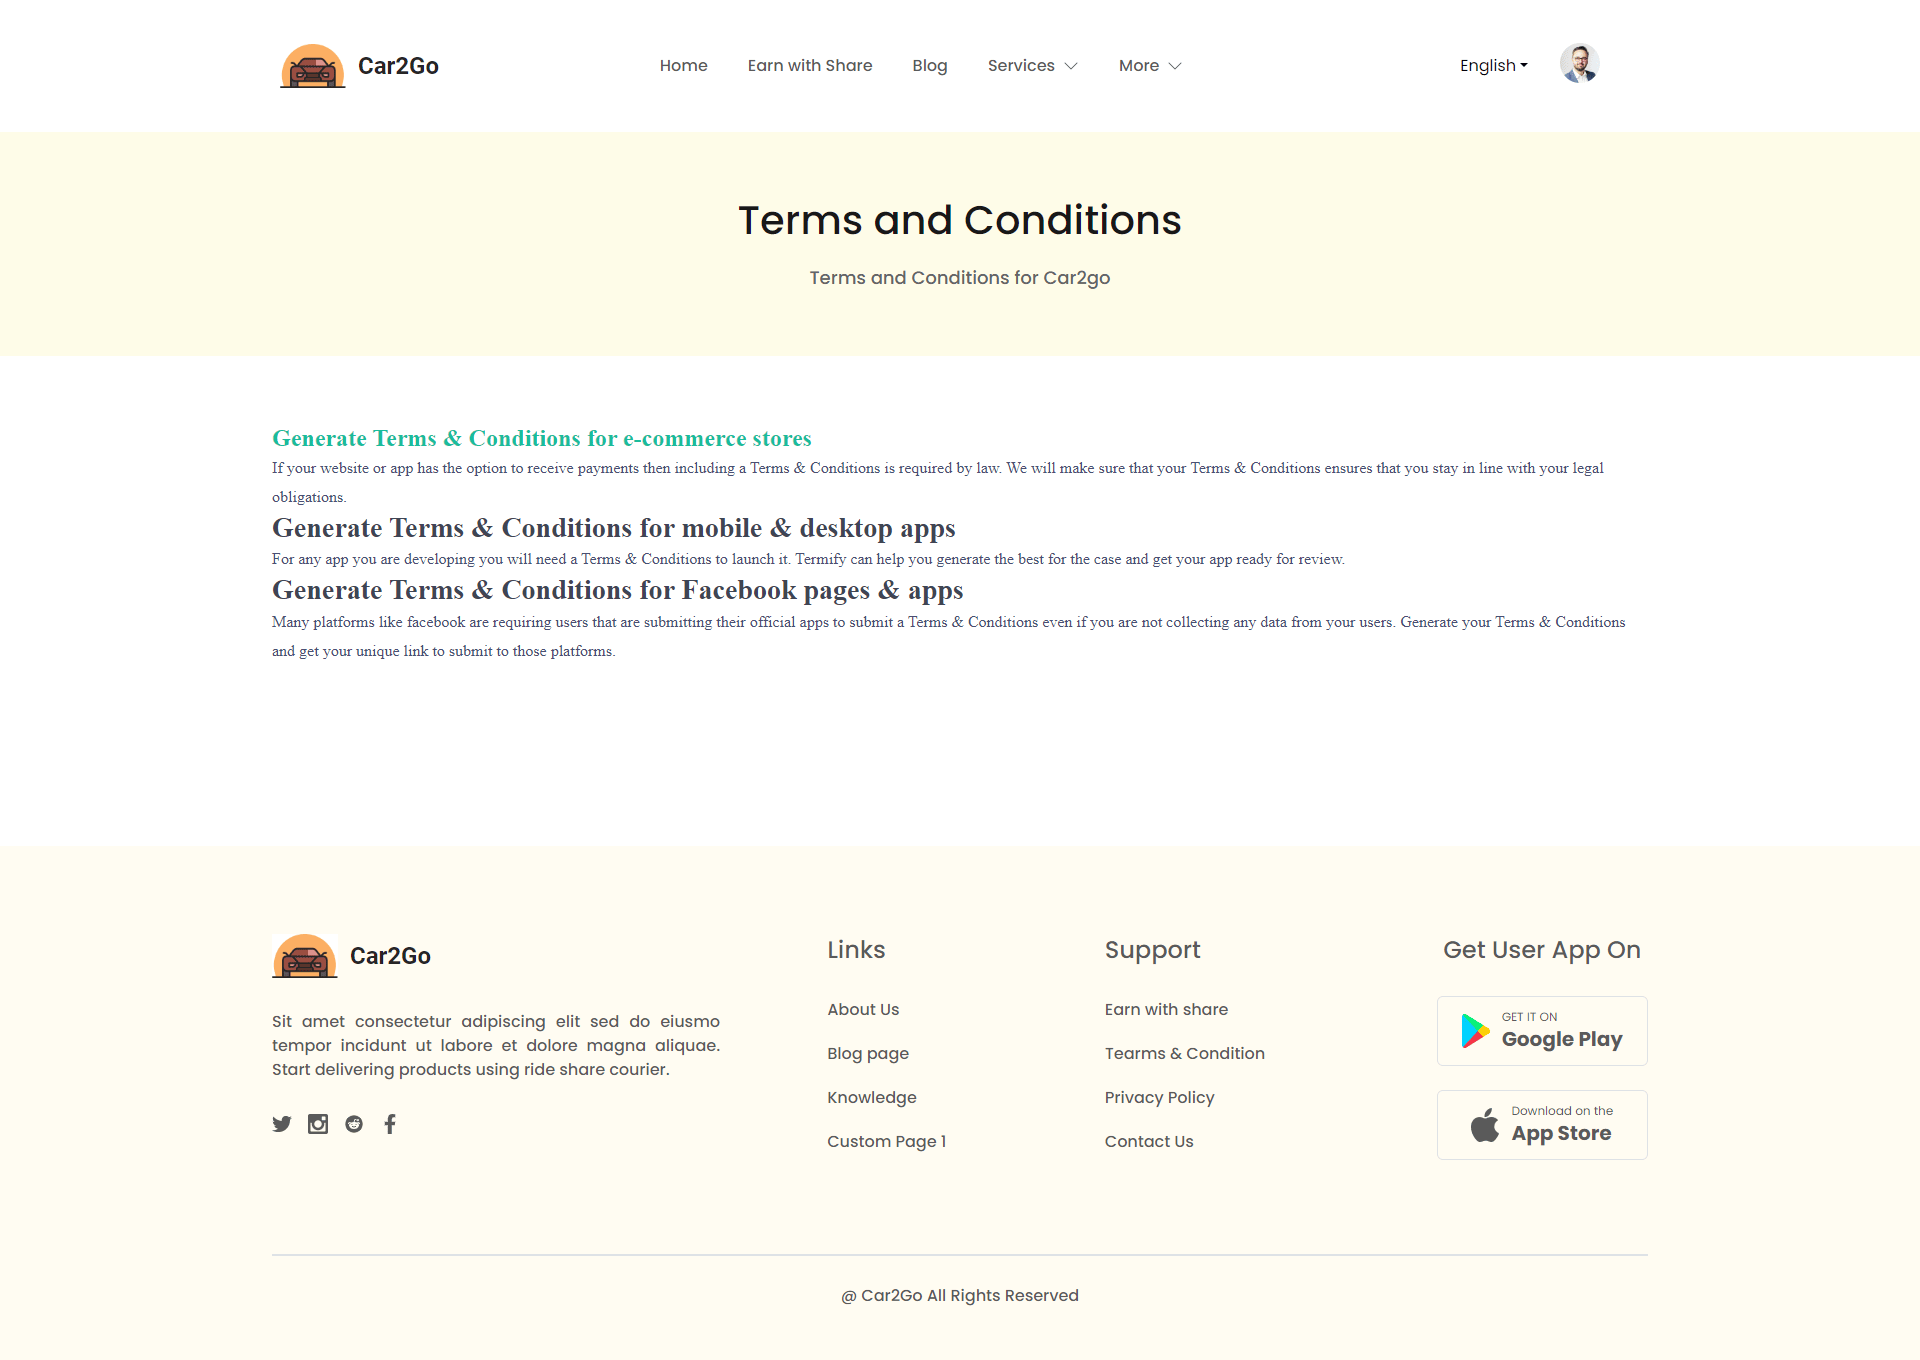 Car2Go
Home
Earn with Share
Blog
Services
More
English
Terms and Conditions
Terms and Conditions for Car2go
Generate Terms & Conditions for e-commerce stores
If your website or app has the option to receive payments then including a Terms & Conditions is required by law. We will make sure that your Terms & Conditions ensures that you stay in line with your legal
obligations.
Generate Terms & Conditions for mobile & desktop apps
For any app you are developing you will need a Terms & Conditions to launch it. Termify can help you generate the best for the case and get your app ready for review.
Generate Terms & Conditions for Facebook pages & apps
Many platforms like facebook are requiring users that are submitting their official apps to submit a Terms & Conditions even if you are not collecting any data from your users. Generate your Terms & Conditions
and get your unique link to submit to those platforms.
Car2Go
Sit amet consectetur adipiscing elit sed do eiusmo
tempor incidunt ut labore et dolore magna aliquae.
Start delivering products using ride share courier.
Links
About Us
Blog page
Knowledge
Custom Page 1
Support
Earn with share
Tearms & Condition
Privacy Policy
Contact Us
Get User App On
GET IT ON
Google Play
Download on the
App Store
@ Car2Go All Rights Reserved